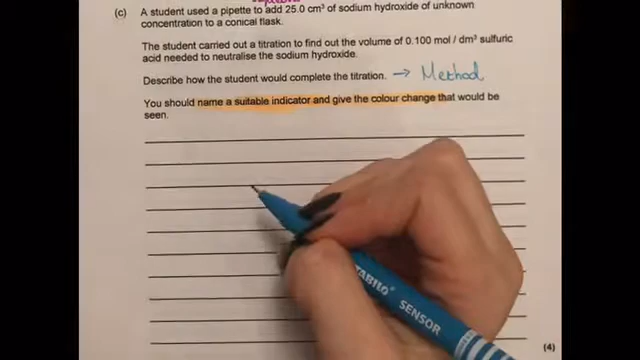 (c) A student used a pipette to add 25.0 cm³ of sodium hydroxide of unknown
concentration to a conical flask.
The student carried out a titration to find out the volume of 0.100 mol / dm³ sulfuric
acid needed to neutralise the sodium hydroxide.
Describe how the student would complete the titration. → Method
You should name a suitable indicator and give the colour change that would be
seen.
SENSOR
(4)